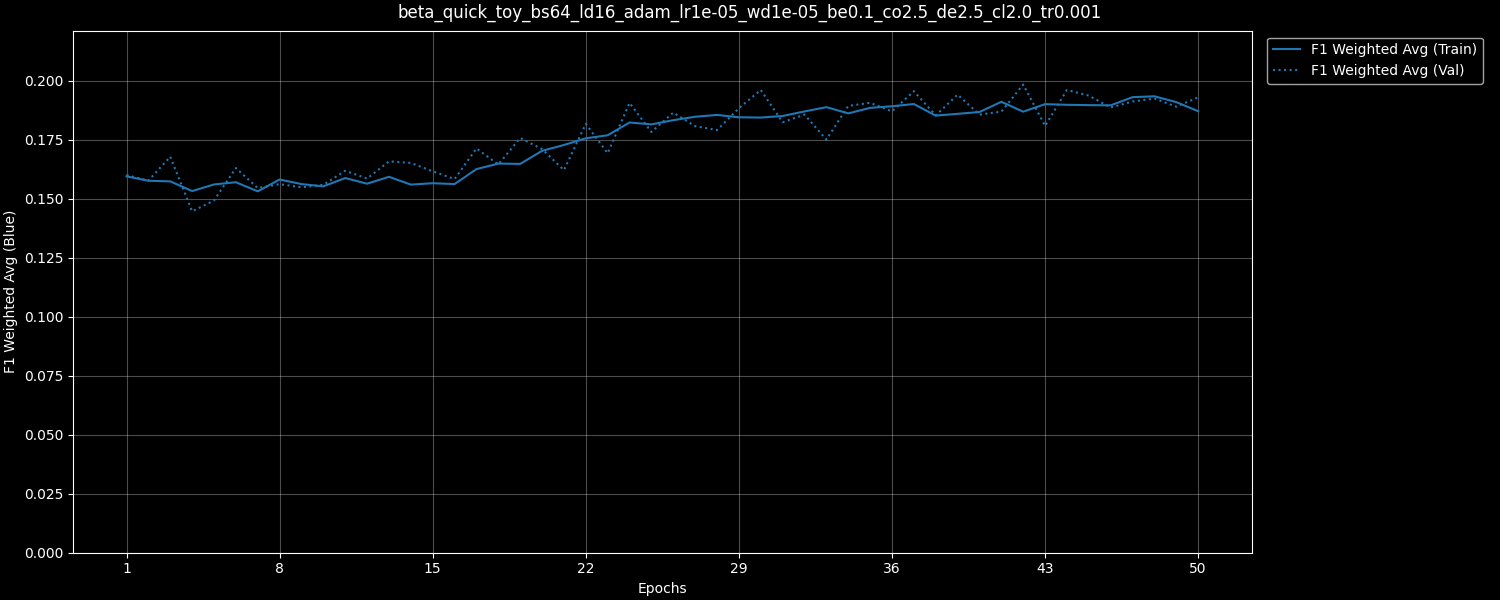 beta_quick_toy_bs64_ld16_adam_lr1e-05_wd1e-05_be0.1_co2.5_de2.5_cl2.0_tr0.001
F1 Weighted Avg (Train)
F1 Weighted Avg (Val)
F1 Weighted Avg (Blue)
0.200
0.175
0.150
0.125
0.100
0.075
0.050
0.025
0.000
1 8 15 22 29 36 43 50
Epochs